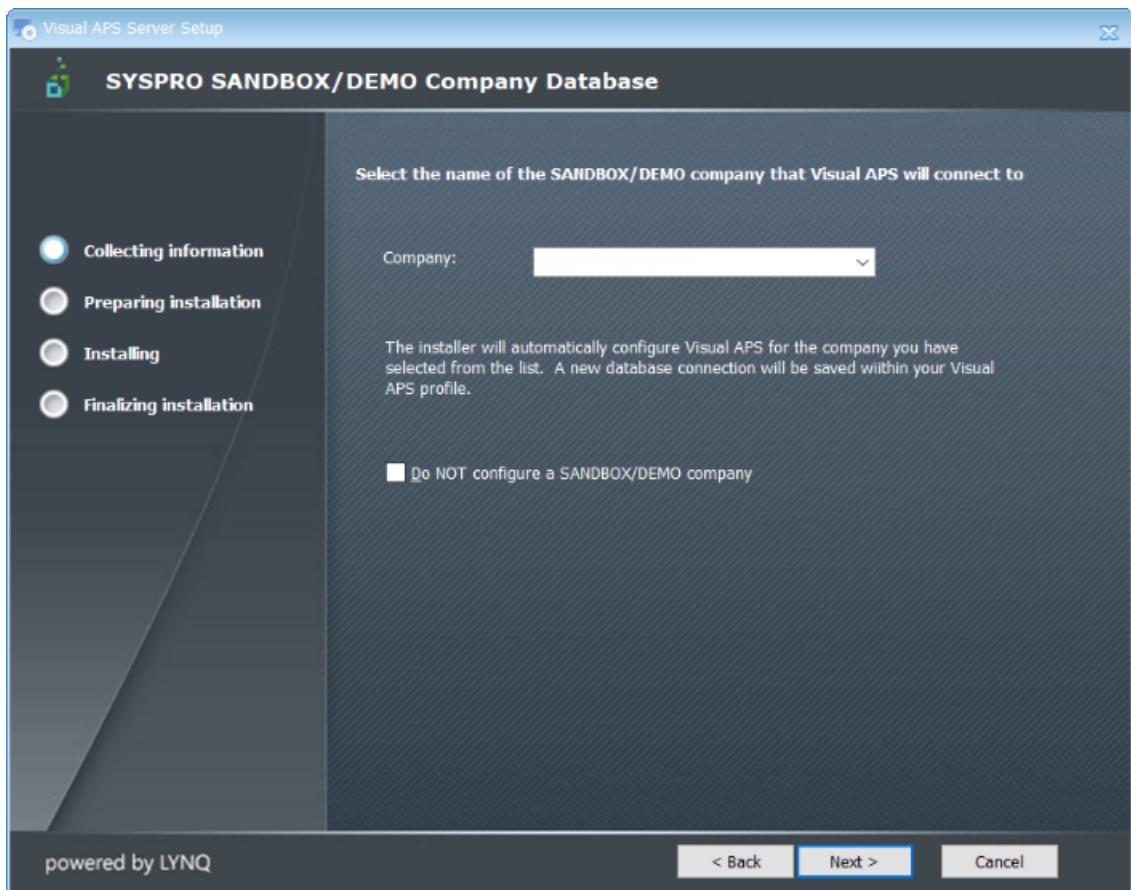 Visual APS Server Setup
SYSPRO SANDBOX/DEMO Company Database
Select the name of the SANDBOX/DEMO company that Visual APS will connect to
Collecting information
Preparing installation
Installing
Finalizing installation
Company:
The installer will automatically configure Visual APS for the company you have
selected from the list.  A new database connection will be saved wiithin your Visual
APS profile.
Do NOT configure a SANDBOX/DEMO company
powered by LYNQ
< Back
Next >
Cancel